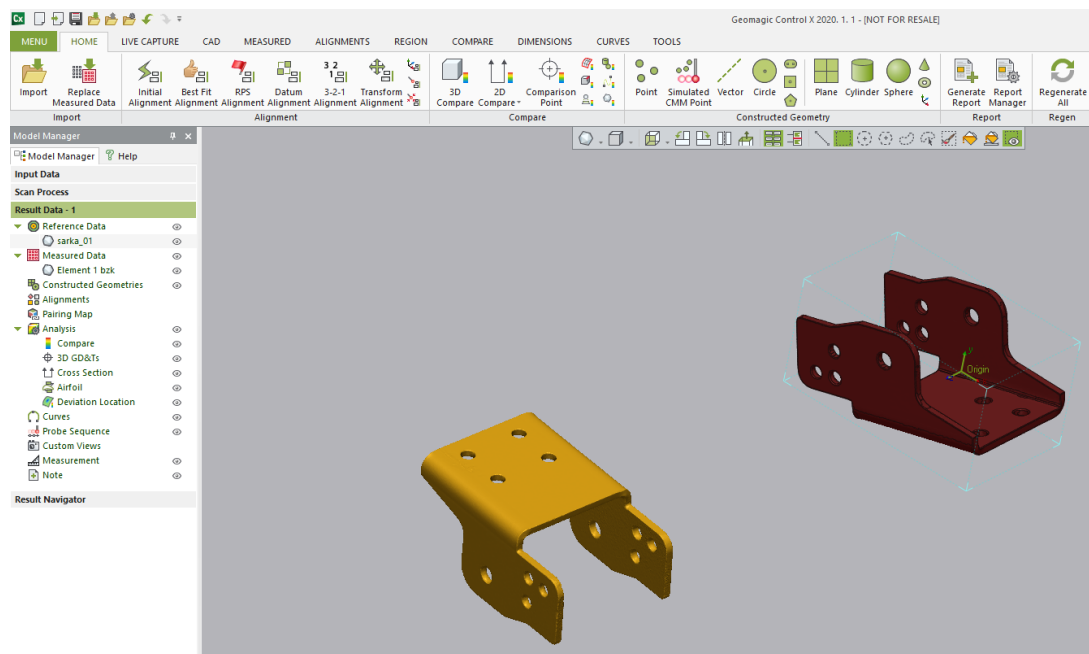 Cx
Geomagic Control X 2020. 1. 1 - [NOT FOR RESALE]
MENU HOME LIVE CAPTURE CAD MEASURED ALIGNMENTS REGION COMPARE DIMENSIONS CURVES TOOLS
3 2
1
Import Replace Measured Data Initial Alignment Best Fit Alignment RPS Alignment Datum Alignment 3-2-1 Alignment Transform Alignment 3D Compare 2D Compare Comparison Point Point Simulated CMM Point Vector Circle Plane Cylinder Sphere Generate Report Report Manager Regenerate All
Import Alignment Compare Constructed Geometry Report Regen
Model Manager
Model Manager Help
Input Data
Scan Process
Result Data - 1
Reference Data
sarka_01
Measured Data
Element 1 bzk
Constructed Geometries
Alignments
Pairing Map
Analysis
Compare
3D GD&Ts
Cross Section
Airfoil
Deviation Location
Curves
Probe Sequence
Custom Views
Measurement
Note
Result Navigator
y
Origin